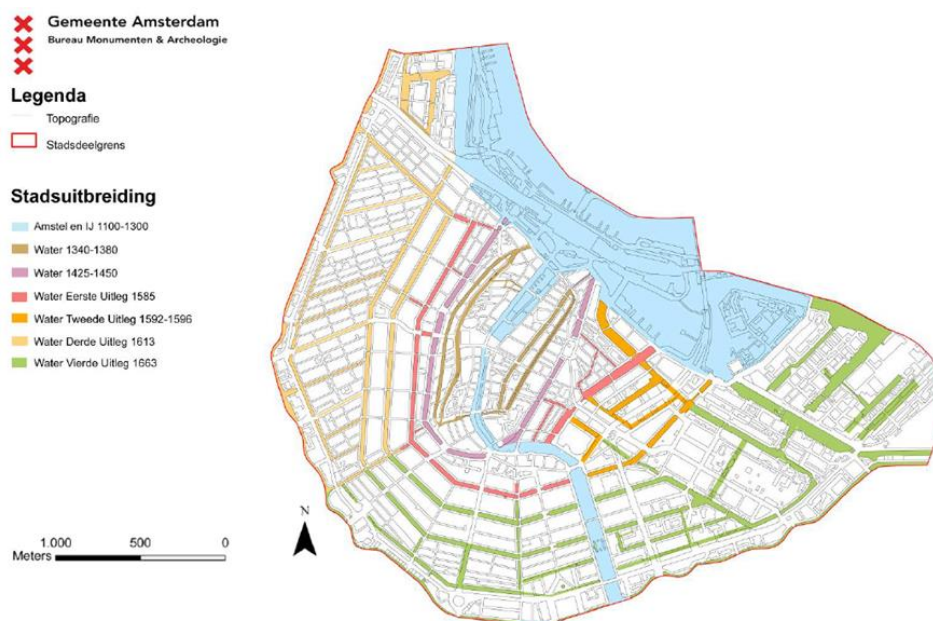 Gemeente Amsterdam
Bureau Monumenten & Archeologie
Legenda
Topografie
Stadsdeelgrens
Stadsuitbreiding
Amstel en IJ 1100-1300
Water 1340-1380
Water 1425-1450
Water Eerste Uitleg 1585
Water Tweede Uitleg 1592-1596
Water Derde Uitleg 1613
Water Vierde Uitleg 1663
N
1.000 500 0
Meters